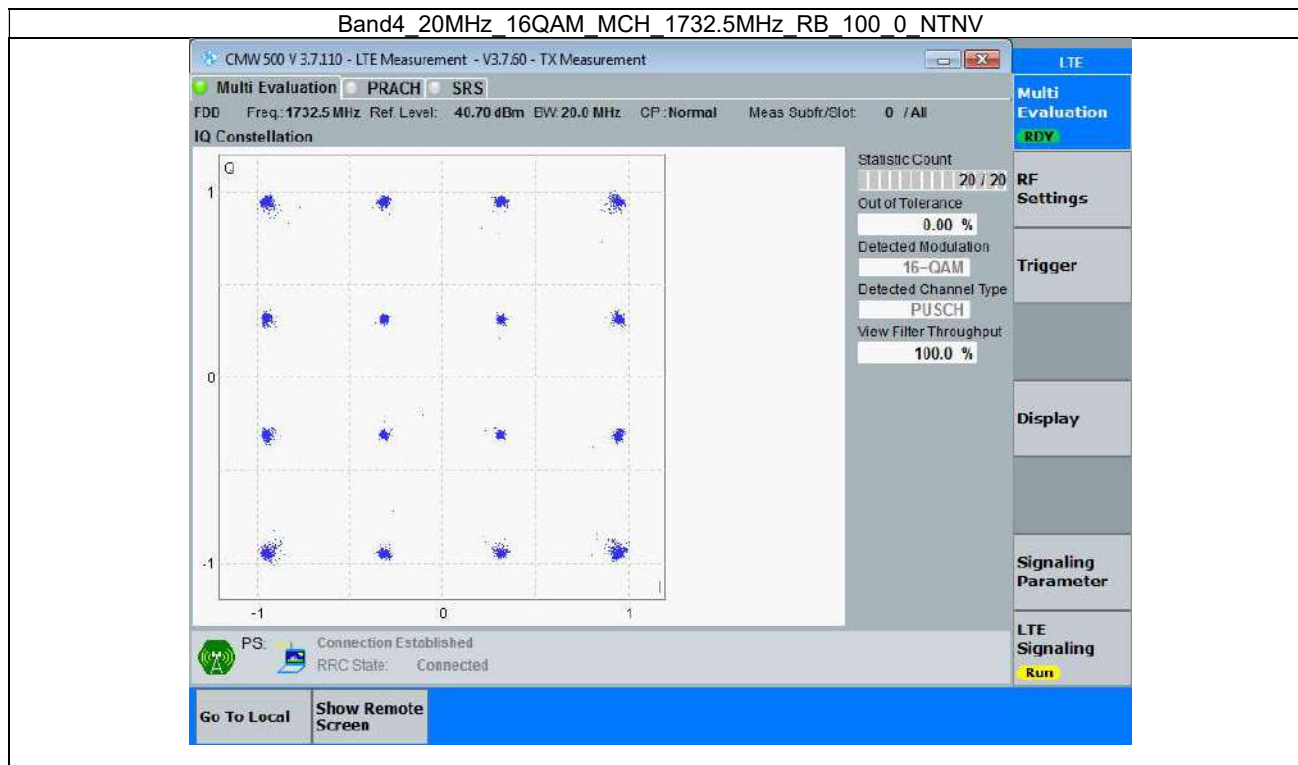 Band4_20MHz_16QAM_MCH_1732.5MHz_RB_100_0_NTNV
CMW 500 V 3.7.110 - LTE Measurement - V3.7.60 - TX Measurement
LTE
Multi Evaluation
PRACH
SRS
Multi
Evaluation
RDY
FDD Freq.: 1732.5 MHz Ref. Level: 40.70 dBm BW: 20.0 MHz CP: Normal Meas Subfr/Slot: 0 / All
IQ Constellation
Q
1
0
-1
-1 0 1
I
Statistic Count
20 / 20
Out of Tolerance
0.00 %
Detected Modulation
16-QAM
Detected Channel Type
PUSCH
View Filter Throughput
100.0 %
RF
Settings
Trigger
Display
Signaling
Parameter
LTE
Signaling
Run
PS:
Connection Established
RRC State: Connected
Go To Local
Show Remote
Screen